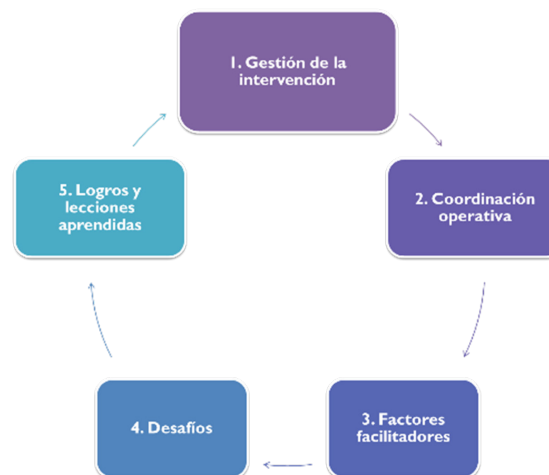 1. Gestión de la
intervención
2. Coordinación
operativa
3. Factores
facilitadores
4. Desafíos
5. Logros y
lecciones
aprendidas